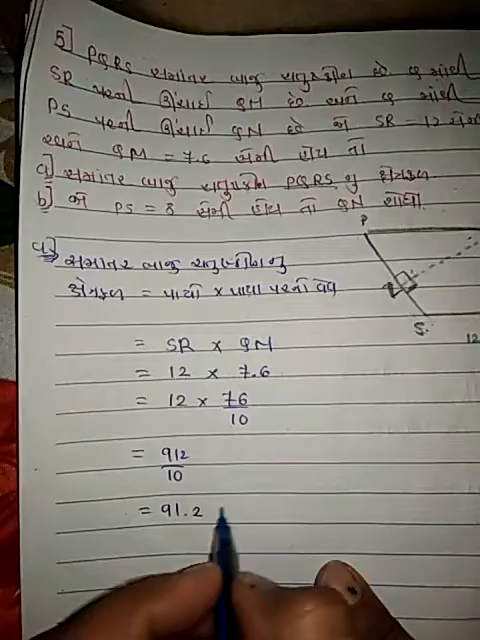 5] PQRS સમાંતર બાજુ ચતુષ્કોણ છે Q માંથી
SR પરનો QM છે અને Q માંથી
PS પરનો QN છે જો SR = 12 સેમી
અને QM = 7.6 સેમી હોય તો
a] સમાંતર બાજુ ચતુષ્કોણ PQRS નું ક્ષેત્રફળ
b] જો PS = 8 સેમી હોય તો QN શોધો.
a] સમાંતર બાજુ ચતુષ્કોણનું
ક્ષેત્રફળ = પાયો × પાયા પરનો વેધ
P
N
S.
12
= SR × QM
= 12 × 7.6
= 12 × 76/10
= 912/10
= 91.2